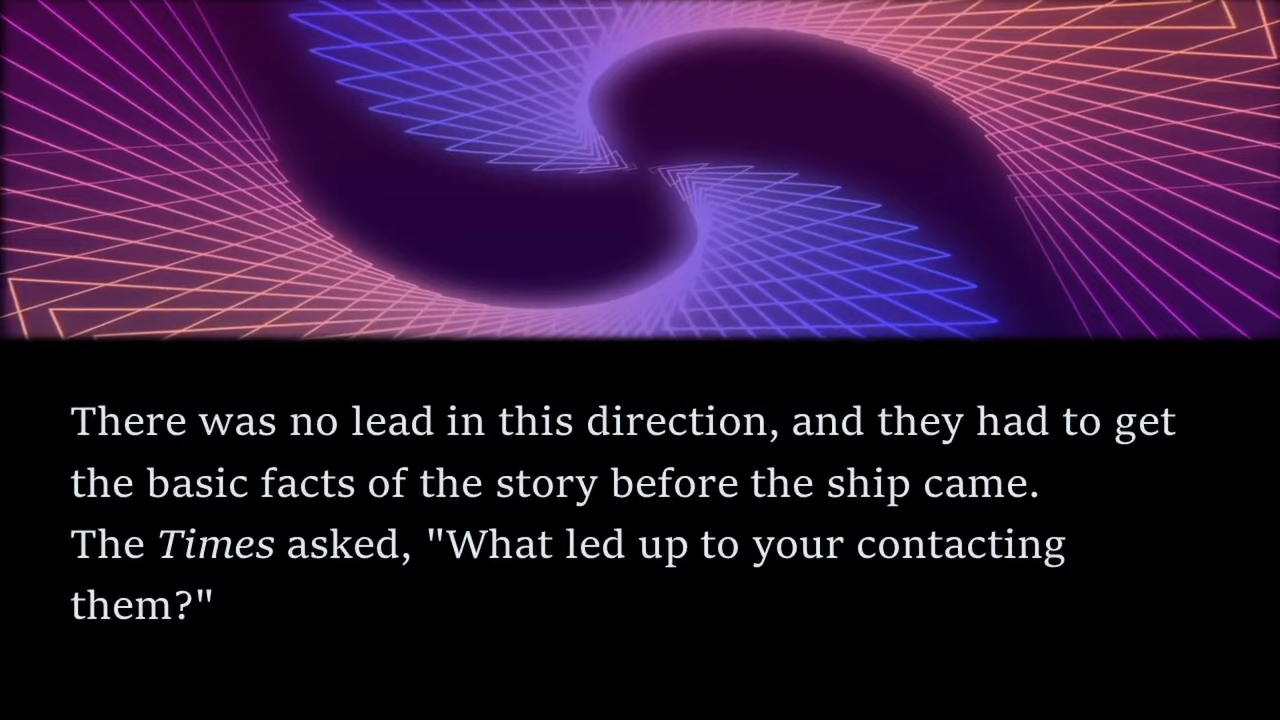 There was no lead in this direction, and they had to get
the basic facts of the story before the ship came.
The Times asked, "What led up to your contacting
them?"